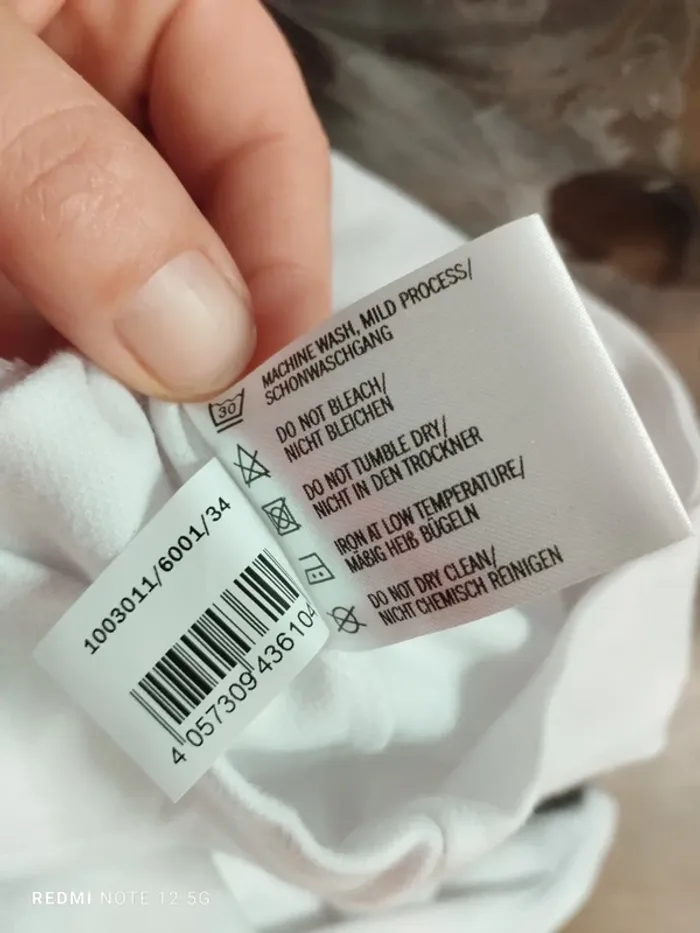 MACHINE WASH, MILD PROCESS/
SCHONWASCHGANG
30
DO NOT BLEACH/
NICHT BLEICHEN
DO NOT TUMBLE DRY/
NICHT IN DEN TROCKNER
IRON AT LOW TEMPERATURE/
MÄßIG HEIß BÜGELN
DO NOT DRY CLEAN/
NICHT CHEMISCH REINIGEN
1003011/6001/34
4 057309 436104
REDMI NOTE 12 5G